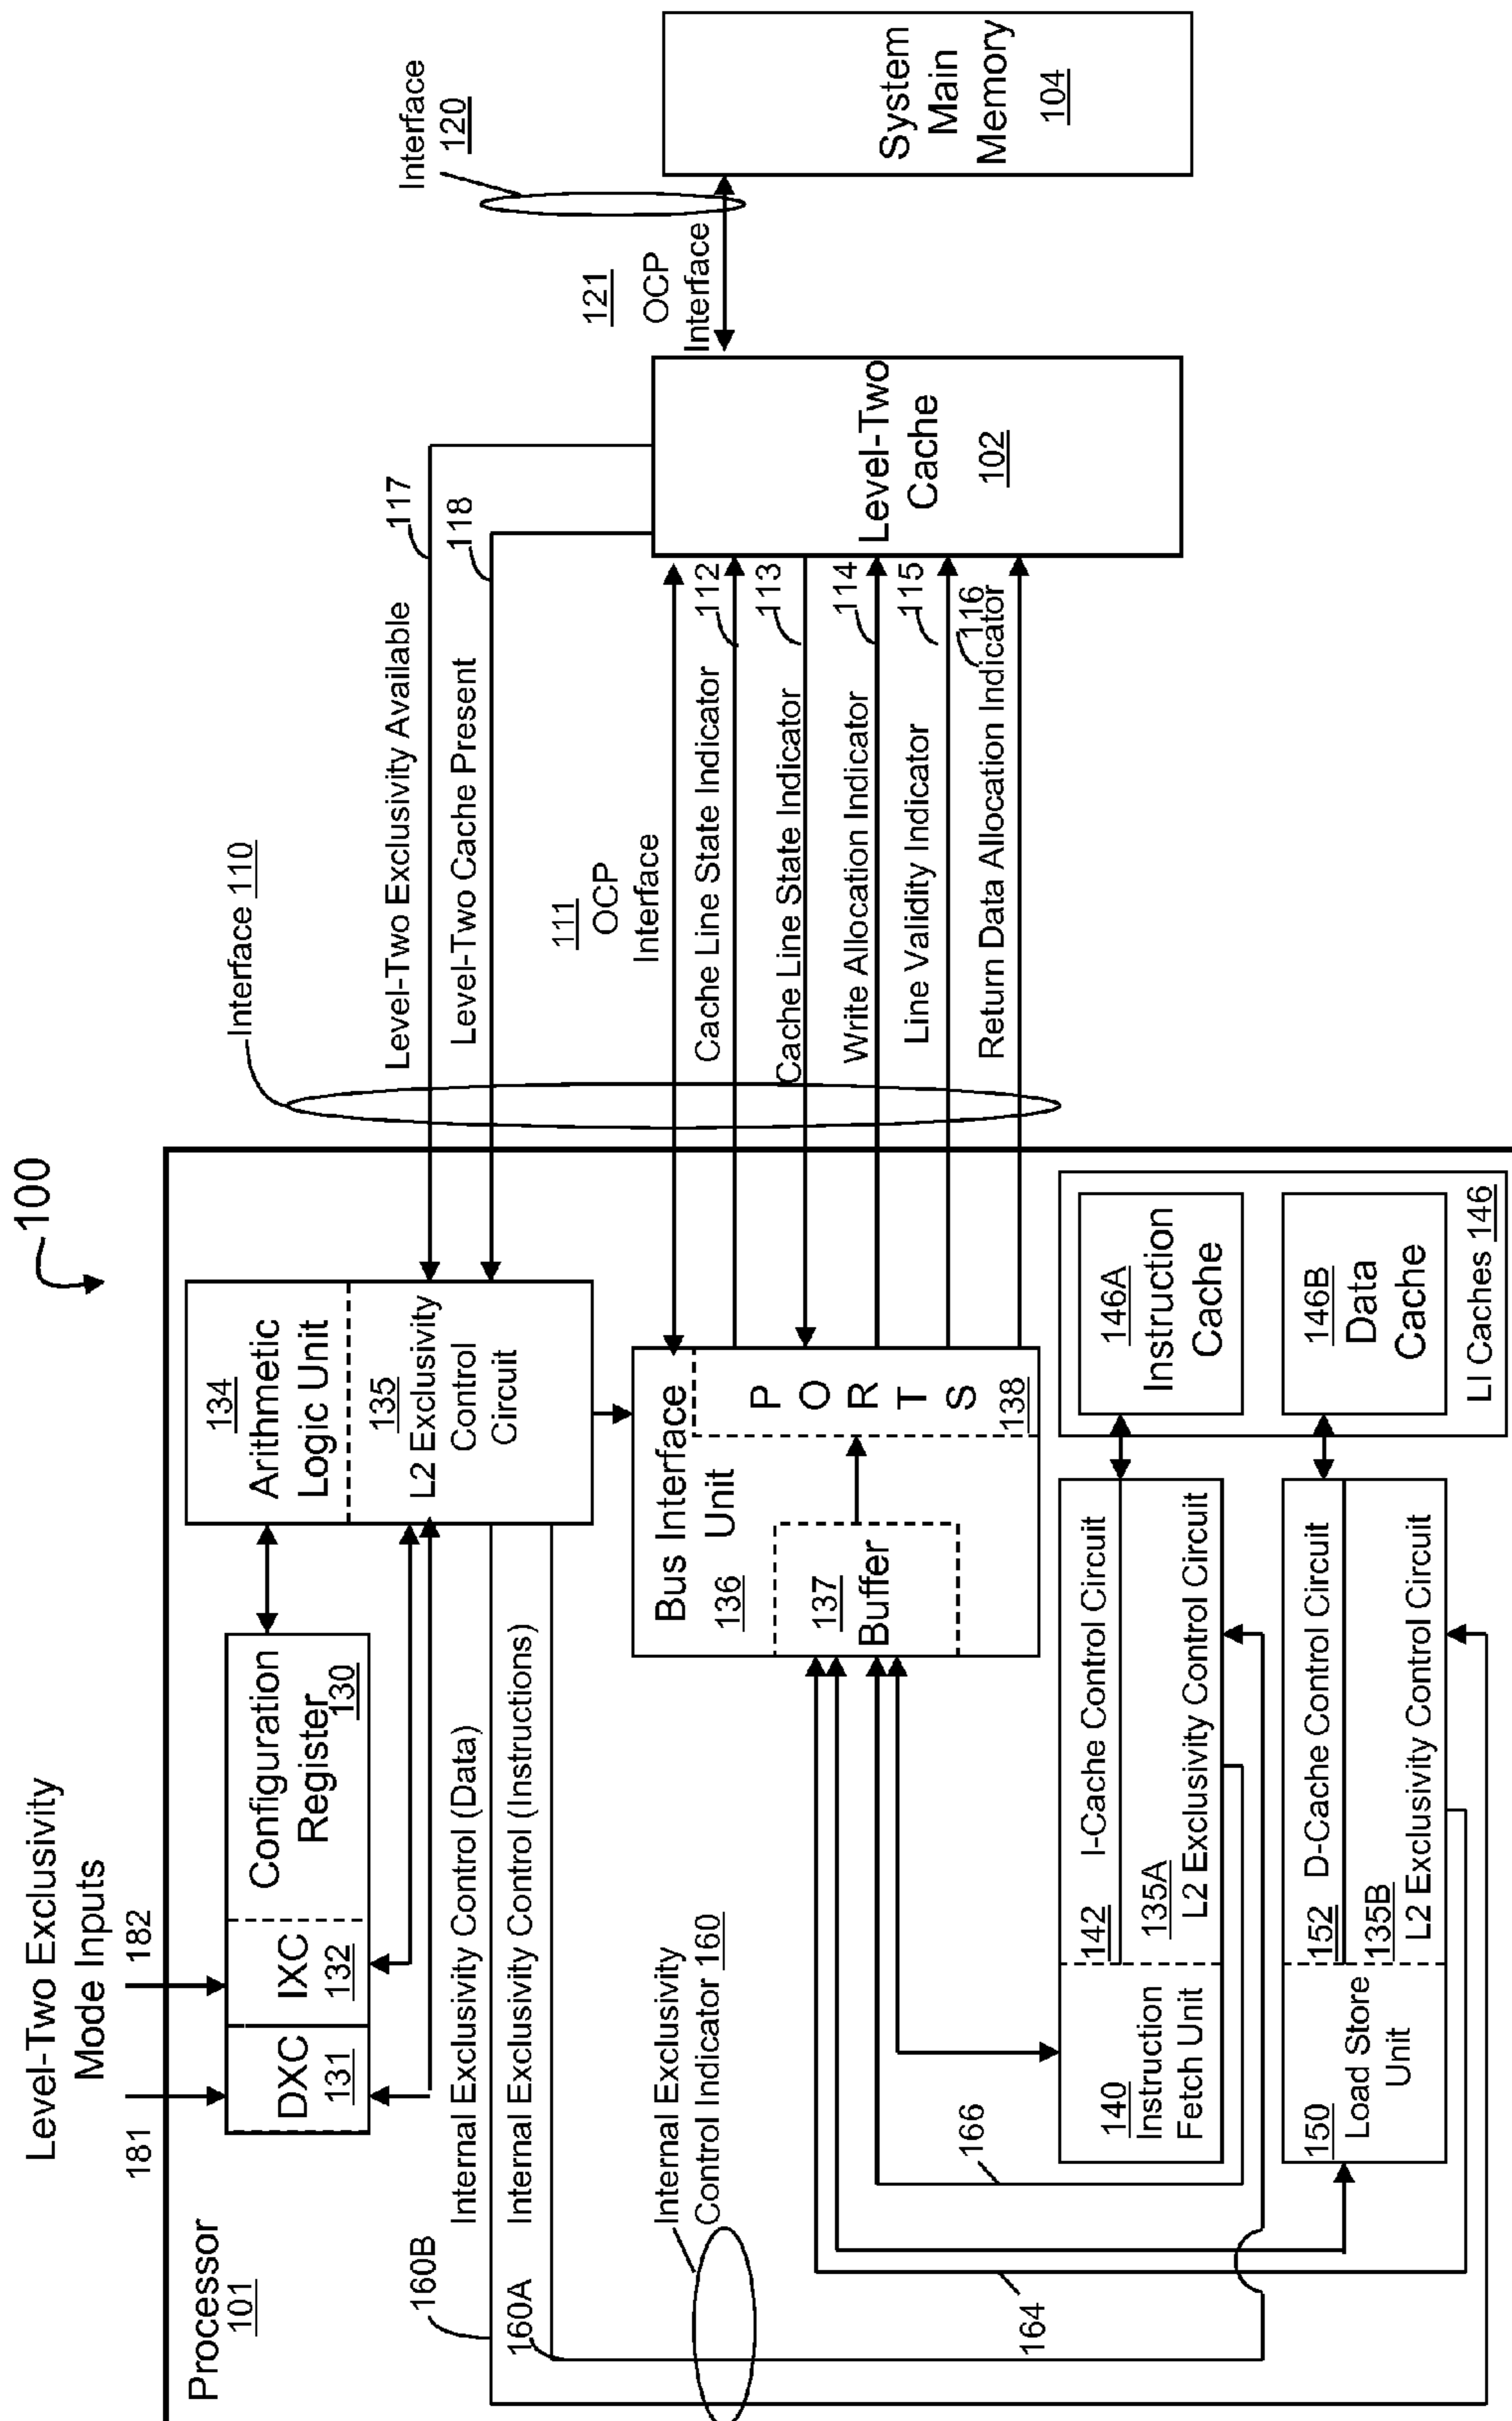 100
Level-Two Exclusivity
Mode Inputs
181
182
Processor
101
DXC
131
IXC
132
Configuration
Register
130
134
Arithmetic
Logic Unit
135
L2 Exclusivity
Control
Circuit
Interface 110
Level-Two Exclusivity Available
117
Level-Two Cache Present
118
160B
Internal Exclusivity Control (Data)
160A
Internal Exclusivity Control (Instructions)
Internal Exclusivity
Control Indicator 160
Bus Interface
Unit
136
137
Buffer
P
O
R
T
S
138
111
OCP
Interface
Cache Line State Indicator
112
Cache Line State Indicator
113
Write Allocation Indicator
114
Line Validity Indicator
115
Return Data Allocation Indicator
116
Level-Two
Cache
102
121
OCP
Interface
Interface
120
System
Main
Memory
104
164
166
140
Instruction
Fetch Unit
142
I-Cache Control Circuit
135A
L2 Exclusivity Control Circuit
150
Load Store
Unit
152
D-Cache Control Circuit
135B
L2 Exclusivity Control Circuit
146A
Instruction
Cache
146B
Data
Cache
LI Caches 146